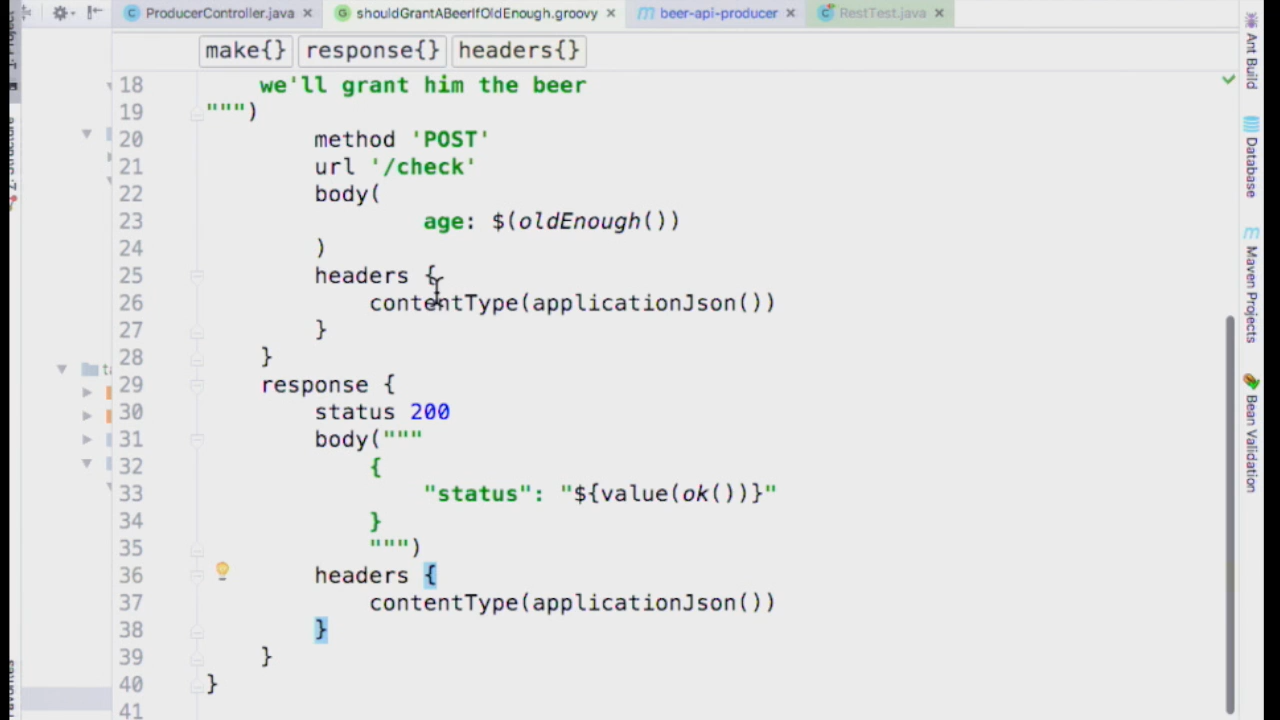 ProducerController.java
shouldGrantABeerIfOldEnough.groovy
beer-api-producer
RestTest.java
make{} response{} headers{}
18 we'll grant him the beer
19 """)
20 method 'POST'
21 url '/check'
22 body(
23 age: $(oldEnough())
24 )
25 headers {
26 contentType(applicationJson())
27 }
28 }
29 response {
30 status 200
31 body("""
32 {
33 "status": "${value(ok())}"
34 }
35 """)
36 headers {
37 contentType(applicationJson())
38 }
39 }
40 }
41
Ant Build
Database
Maven Projects
Bean Validation